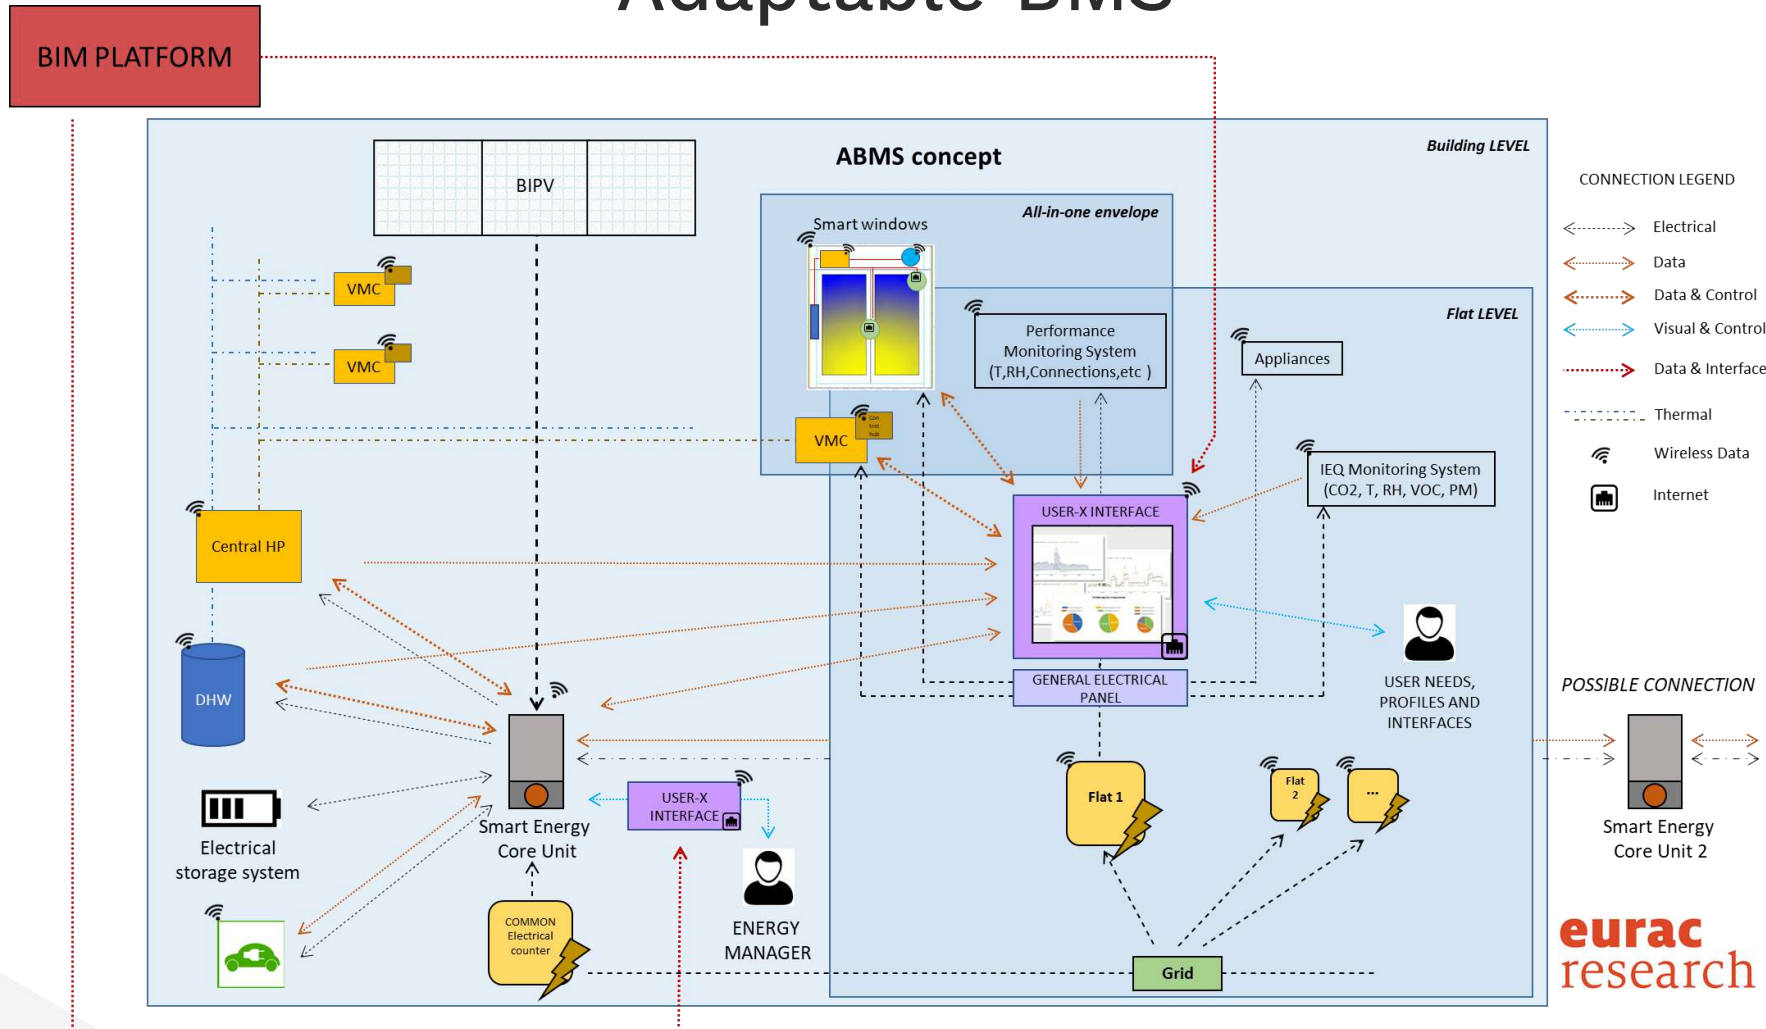 Adaptable BMS
BIM PLATFORM
ABMS concept
Building LEVEL
BIPV
All-in-one envelope
Smart windows
Flat LEVEL
VMC
VMC
VMC
Con
trol
hub
Performance
Monitoring System
(T,RH,Connections,etc )
Appliances
IEQ Monitoring System
(CO2, T, RH, VOC, PM)
USER-X INTERFACE
Central HP
DHW
GENERAL ELECTRICAL
PANEL
USER NEEDS,
PROFILES AND
INTERFACES
Electrical
storage system
Smart Energy
Core Unit
USER-X
INTERFACE
ENERGY
MANAGER
COMMON
Electrical
counter
Flat 1
Flat
2
...
Grid
CONNECTION LEGEND
Electrical
Data
Data & Control
Visual & Control
Data & Interface
Thermal
Wireless Data
Internet
POSSIBLE CONNECTION
Smart Energy
Core Unit 2
eurac
research